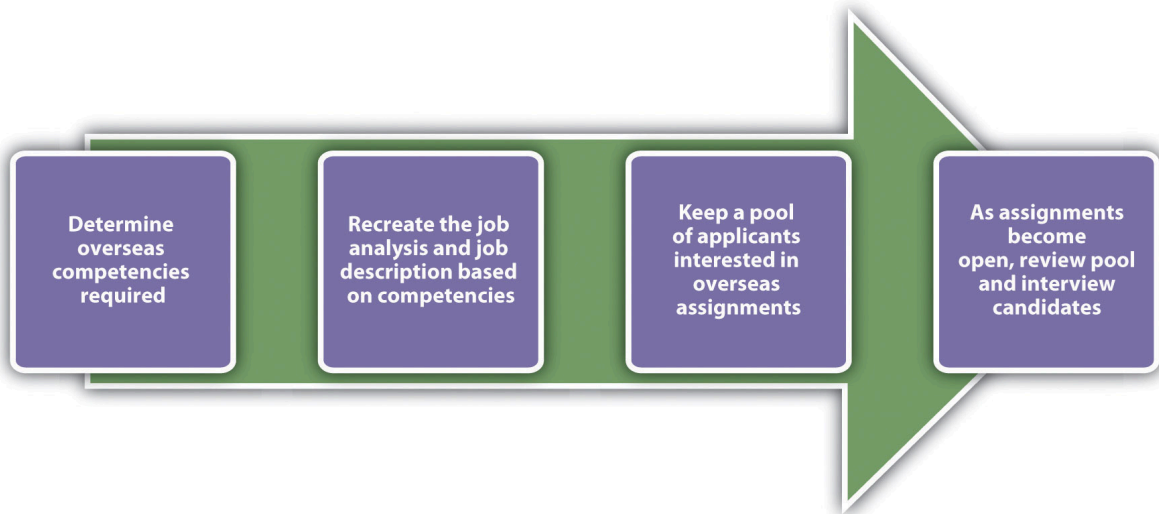 Determine
overseas
competencies
required
Recreate the job
analysis and job
description based
on competencies
Keep a pool
of applicants
interested in
overseas
assignments
As assignments
become
open, review pool
and interview
candidates